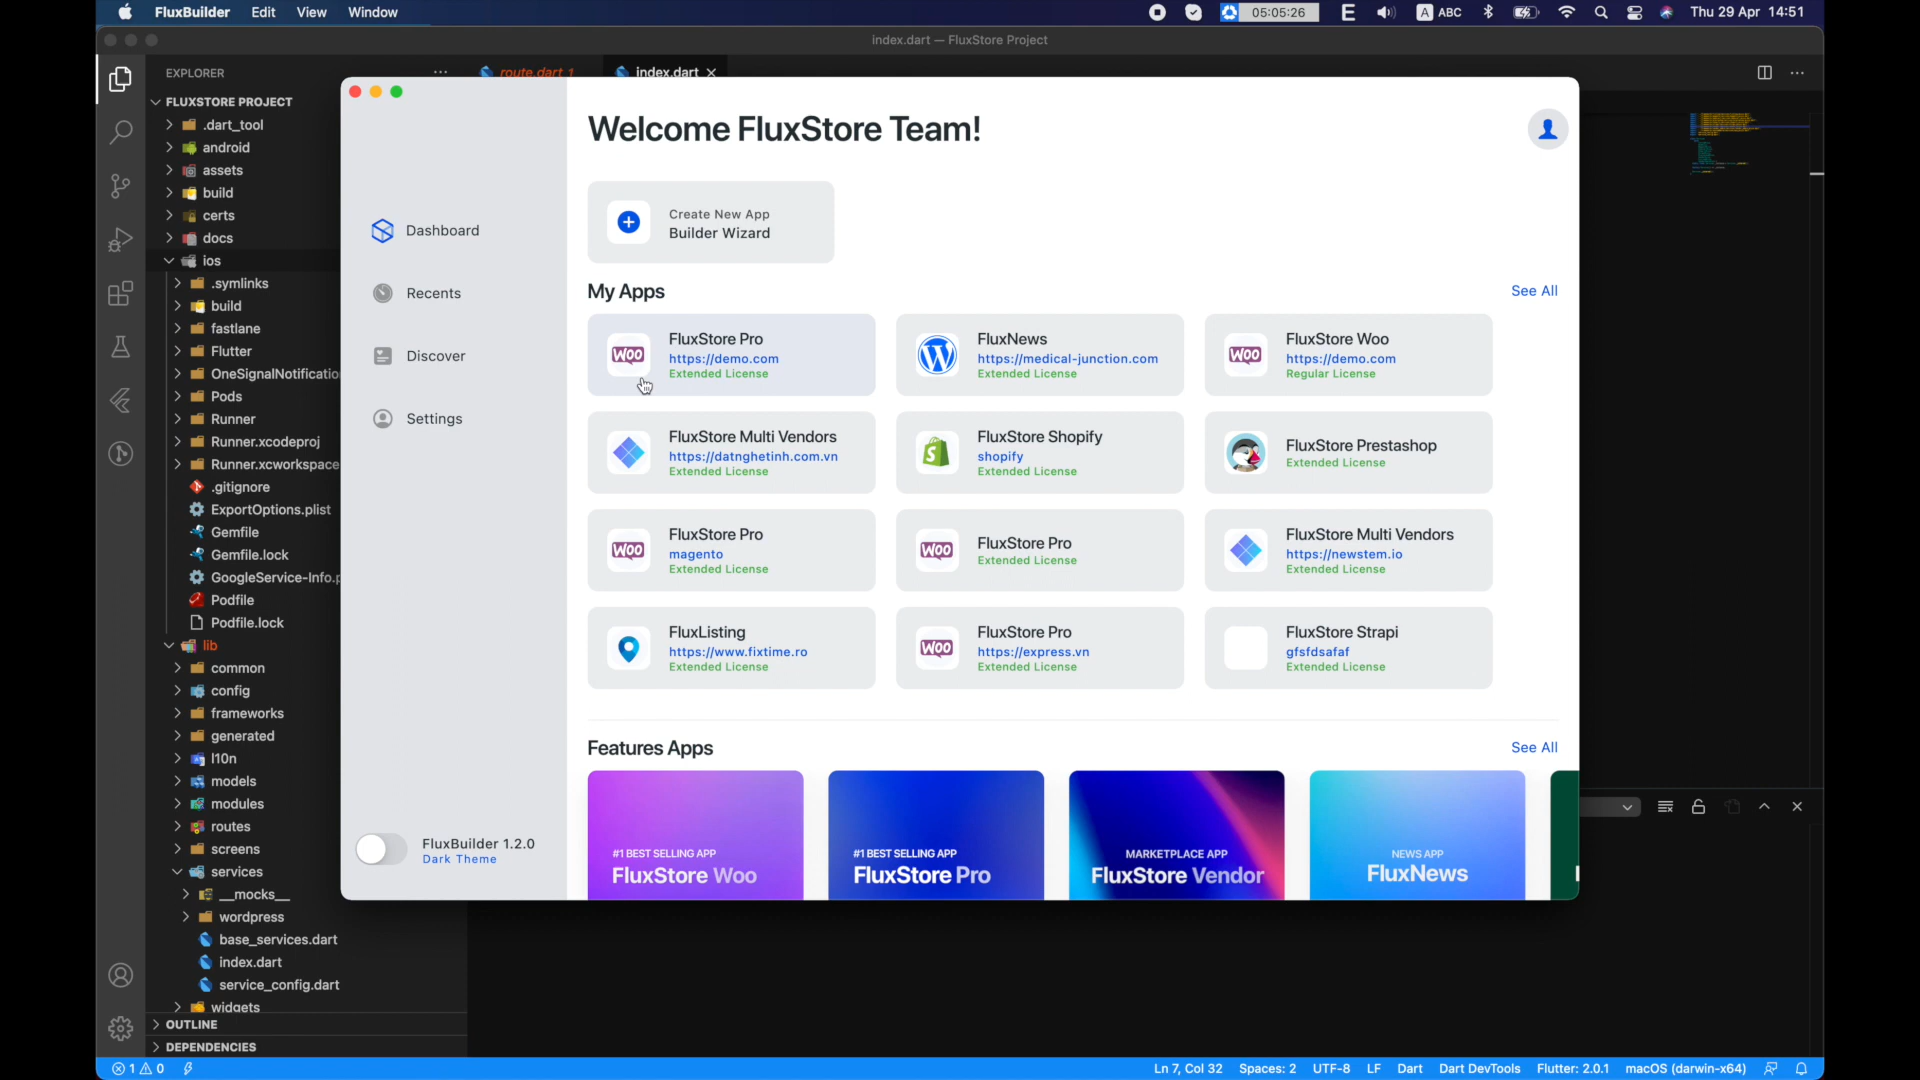 FluxBuilder Edit View Window
05:05:26 E A ABC Thu 29 Apr 14:51
index.dart — FluxStore Project
EXPLORER
route.dart 1
index.dart
FLUXSTORE PROJECT
.dart_tool
android
assets
build
certs
docs
ios
.symlinks
build
fastlane
Flutter
OneSignalNotificatio
Pods
Runner
Runner.xcodeproj
Runner.xcworkspace
.gitignore
ExportOptions.plist
Gemfile
Gemfile.lock
GoogleService-Info.p
Podfile
Podfile.lock
lib
common
config
frameworks
generated
l10n
models
modules
routes
screens
services
__mocks__
wordpress
base_services.dart
index.dart
service_config.dart
widgets
OUTLINE
DEPENDENCIES
Dashboard
Recents
Discover
Settings
FluxBuilder 1.2.0
Dark Theme
Welcome FluxStore Team!
Create New App
Builder Wizard
My Apps
See All
WOO
FluxStore Pro
https://demo.com
Extended License
FluxNews
https://medical-junction.com
Extended License
WOO
FluxStore Woo
https://demo.com
Regular License
FluxStore Multi Vendors
https://datnghetinh.com.vn
Extended License
FluxStore Shopify
shopify
Extended License
FluxStore Prestashop
Extended License
WOO
FluxStore Pro
magento
Extended License
WOO
FluxStore Pro
Extended License
FluxStore Multi Vendors
https://newstem.io
Extended License
FluxListing
https://www.fixtime.ro
Extended License
WOO
FluxStore Pro
https://express.vn
Extended License
FluxStore Strapi
gfsfdsafaf
Extended License
Features Apps
See All
#1 BEST SELLING APP
FluxStore Woo
#1 BEST SELLING APP
FluxStore Pro
MARKETPLACE APP
FluxStore Vendor
NEWS APP
FluxNews
1 0
Ln 7, Col 32 Spaces: 2 UTF-8 LF Dart Dart DevTools Flutter: 2.0.1 macOS (darwin-x64)